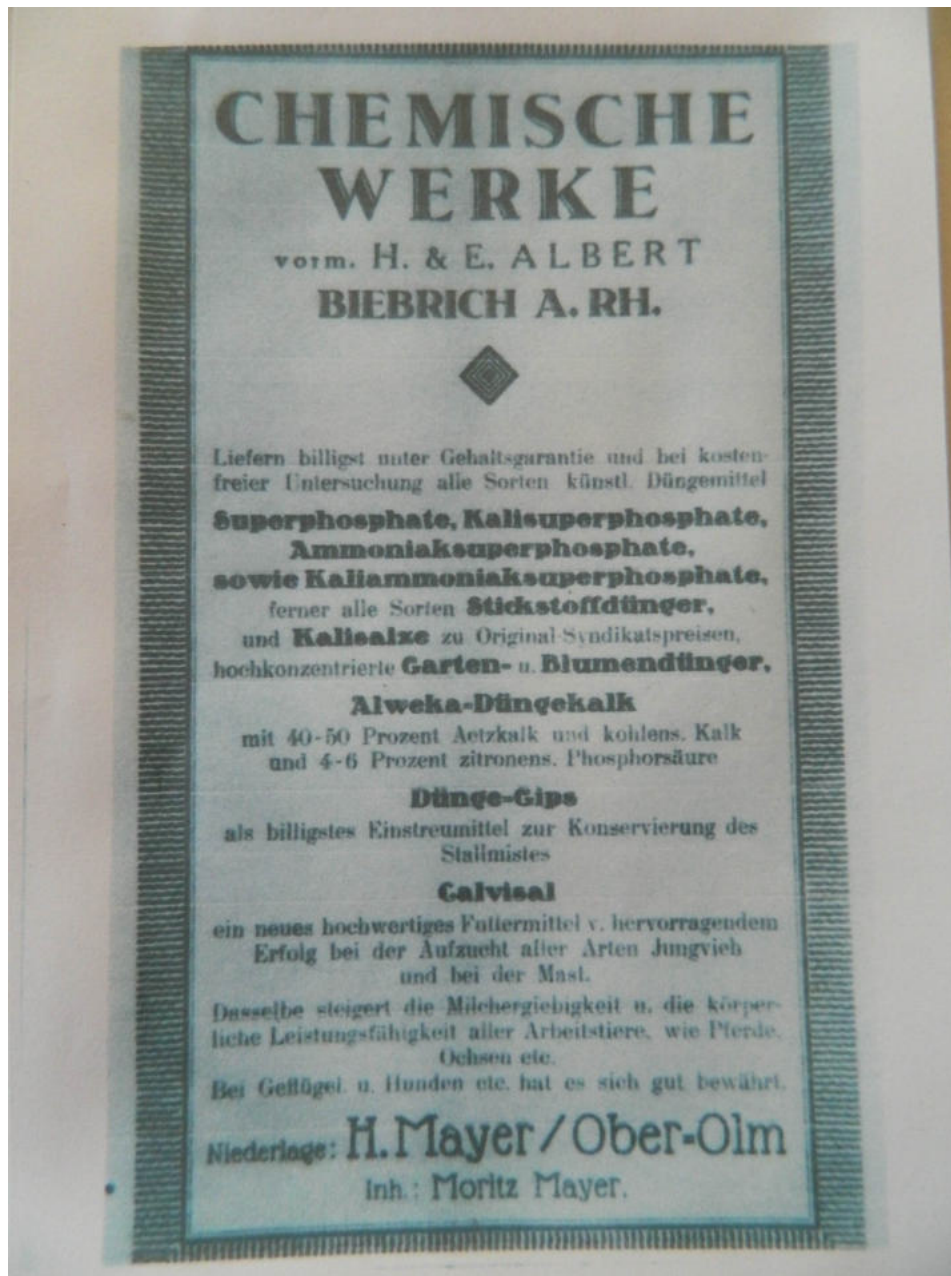 CHEMISCHE
WERKE
vorm. H. & E. ALBERT
BIEBRICH A. RH.
Liefern billigst unter Gehaltsgarantie und bei kosten-
freier Untersuchung alle Sorten künstl. Düngemittel
Superphosphate, Kalisuperphosphate,
Ammoniaksuperphosphate,
sowie Kaliammoniaksuperphosphate,
ferner alle Sorten Stickstoffdünger,
und Kalisalze zu Original-Syndikatspreisen,
hochkonzentrierte Garten- u. Blumendünger,
Alweka-Düngekalk
mit 40-50 Prozent Aetzkalk und kohlens. Kalk
und 4-6 Prozent zitronens. Phosphorsäure
Dünge-Gips
als billigstes Einstreumittel zur Konservierung des
Stallmistes
Calvisal
ein neues hochwertiges Futtermittel v. hervorragendem
Erfolg bei der Aufzucht aller Arten Jungvieh
und bei der Mast.
Dasselbe steigert die Milchergiebigkeit u. die körper-
liche Leistungsfähigkeit aller Arbeitstiere, wie Pferde,
Ochsen etc.
Bei Geflügel u. Hunden etc. hat es sich gut bewährt.
Niederlage: H. Mayer / Ober-Olm
Inh.: Moritz Mayer.